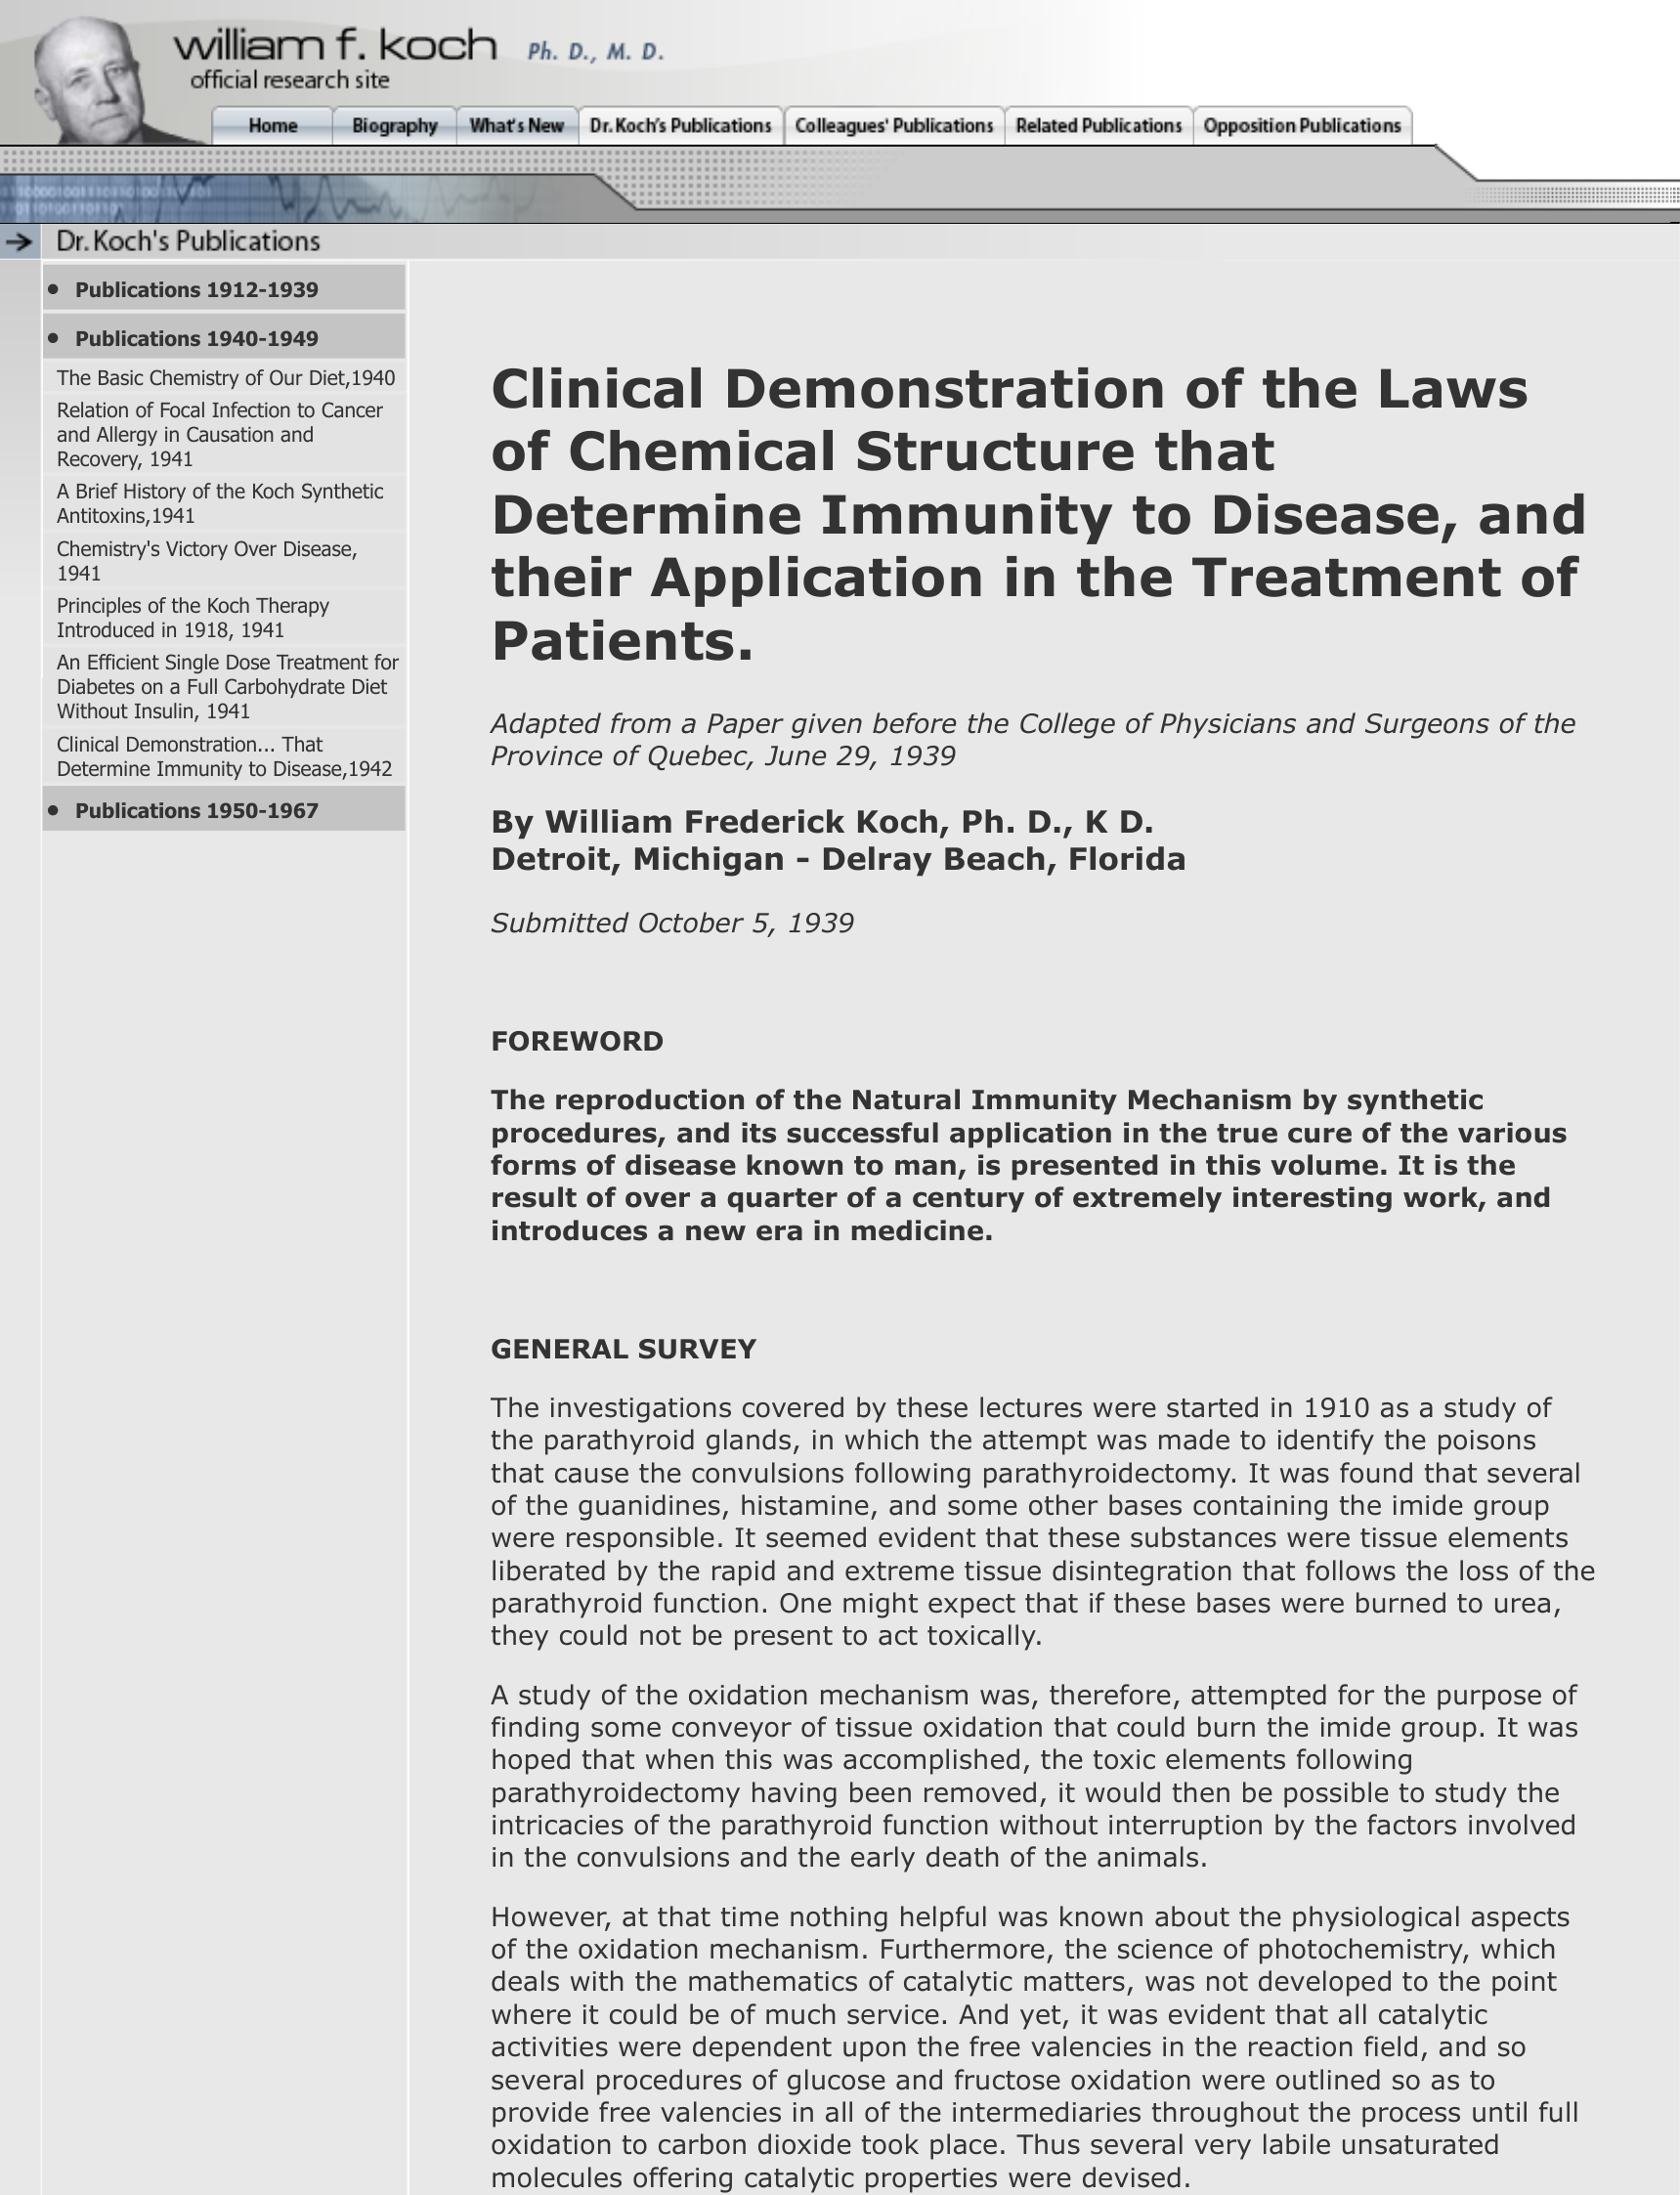 william f. koch Ph. D., M. D.
official research site
Home Biography What's New Dr. Koch's Publications Colleagues' Publications Related Publications Opposition Publications
Dr. Koch's Publications
Publications 1912-1939
Publications 1940-1949
The Basic Chemistry of Our Diet,1940
Relation of Focal Infection to Cancer
and Allergy in Causation and
Recovery, 1941
A Brief History of the Koch Synthetic
Antitoxins,1941
Chemistry's Victory Over Disease,
1941
Principles of the Koch Therapy
Introduced in 1918, 1941
An Efficient Single Dose Treatment for
Diabetes on a Full Carbohydrate Diet
Without Insulin, 1941
Clinical Demonstration... That
Determine Immunity to Disease,1942
Publications 1950-1967
Clinical Demonstration of the Laws
of Chemical Structure that
Determine Immunity to Disease, and
their Application in the Treatment of
Patients.
Adapted from a Paper given before the College of Physicians and Surgeons of the
Province of Quebec, June 29, 1939
By William Frederick Koch, Ph. D., K D.
Detroit, Michigan - Delray Beach, Florida
Submitted October 5, 1939
FOREWORD
The reproduction of the Natural Immunity Mechanism by synthetic
procedures, and its successful application in the true cure of the various
forms of disease known to man, is presented in this volume. It is the
result of over a quarter of a century of extremely interesting work, and
introduces a new era in medicine.
GENERAL SURVEY
The investigations covered by these lectures were started in 1910 as a study of
the parathyroid glands, in which the attempt was made to identify the poisons
that cause the convulsions following parathyroidectomy. It was found that several
of the guanidines, histamine, and some other bases containing the imide group
were responsible. It seemed evident that these substances were tissue elements
liberated by the rapid and extreme tissue disintegration that follows the loss of the
parathyroid function. One might expect that if these bases were burned to urea,
they could not be present to act toxically.
A study of the oxidation mechanism was, therefore, attempted for the purpose of
finding some conveyor of tissue oxidation that could burn the imide group. It was
hoped that when this was accomplished, the toxic elements following
parathyroidectomy having been removed, it would then be possible to study the
intricacies of the parathyroid function without interruption by the factors involved
in the convulsions and the early death of the animals.
However, at that time nothing helpful was known about the physiological aspects
of the oxidation mechanism. Furthermore, the science of photochemistry, which
deals with the mathematics of catalytic matters, was not developed to the point
where it could be of much service. And yet, it was evident that all catalytic
activities were dependent upon the free valencies in the reaction field, and so
several procedures of glucose and fructose oxidation were outlined so as to
provide free valencies in all of the intermediaries throughout the process until full
oxidation to carbon dioxide took place. Thus several very labile unsaturated
molecules offering catalytic properties were devised.